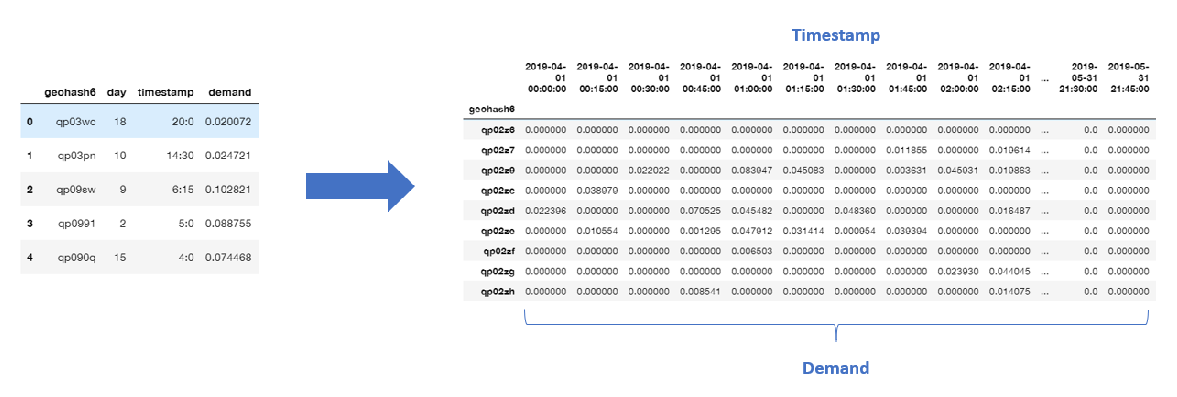 Timestamp
geohash6 day timestamp demand
0 qp03wc 18 20:0 0.020072
1 qp03pn 10 14:30 0.024721
2 qp09sw 9 6:15 0.102821
3 qp0991 2 5:0 0.088755
4 qp090q 15 4:0 0.074468
2019-04- 2019-04- 2019-04- 2019-04- 2019-04- 2019-04- 2019-04- 2019-04- 2019-04- 2019-04- 2019- 2019-05-
01 01 01 01 01 01 01 01 01 01 ... 05-31 31
00:00:00 00:15:00 00:30:00 00:45:00 01:00:00 01:15:00 01:30:00 01:45:00 02:00:00 02:15:00 21:30:00 21:45:00
geohash6
qp02z6 0.000000 0.000000 0.000000 0.000000 0.000000 0.000000 0.000000 0.000000 0.000000 0.000000 ... 0.0 0.000000
qp02z7 0.000000 0.000000 0.000000 0.000000 0.000000 0.000000 0.000000 0.011855 0.000000 0.010614 ... 0.0 0.000000
qp02z9 0.000000 0.000000 0.022022 0.000000 0.083947 0.045083 0.000000 0.003631 0.045031 0.019883 ... 0.0 0.000000
qp02zc 0.000000 0.038979 0.000000 0.000000 0.000000 0.000000 0.000000 0.000000 0.000000 0.000000 ... 0.0 0.000000
qp02zd 0.022396 0.000000 0.000000 0.070525 0.045482 0.000000 0.048360 0.000000 0.000000 0.018487 ... 0.0 0.000000
qp02ze 0.000000 0.010554 0.000000 0.001295 0.047912 0.031414 0.000954 0.039394 0.000000 0.000000 ... 0.0 0.000000
qp02zf 0.000000 0.000000 0.000000 0.000000 0.006503 0.000000 0.000000 0.000000 0.000000 0.000000 ... 0.0 0.000000
qp02zg 0.000000 0.000000 0.000000 0.000000 0.000000 0.000000 0.000000 0.000000 0.023930 0.044045 ... 0.0 0.000000
qp02zh 0.000000 0.000000 0.000000 0.008541 0.000000 0.000000 0.000000 0.000000 0.000000 0.014075 ... 0.0 0.000000
Demand